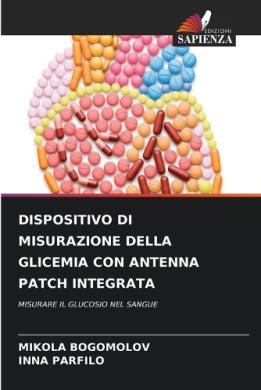 EDIZIONI
SAPIENZA
DISPOSITIVO DI
MISURAZIONE DELLA
GLICEMIA CON ANTENNA
PATCH INTEGRATA
MISURARE IL GLUCOSIO NEL SANGUE
MIKOLA BOGOMOLOV
INNA PARFILO